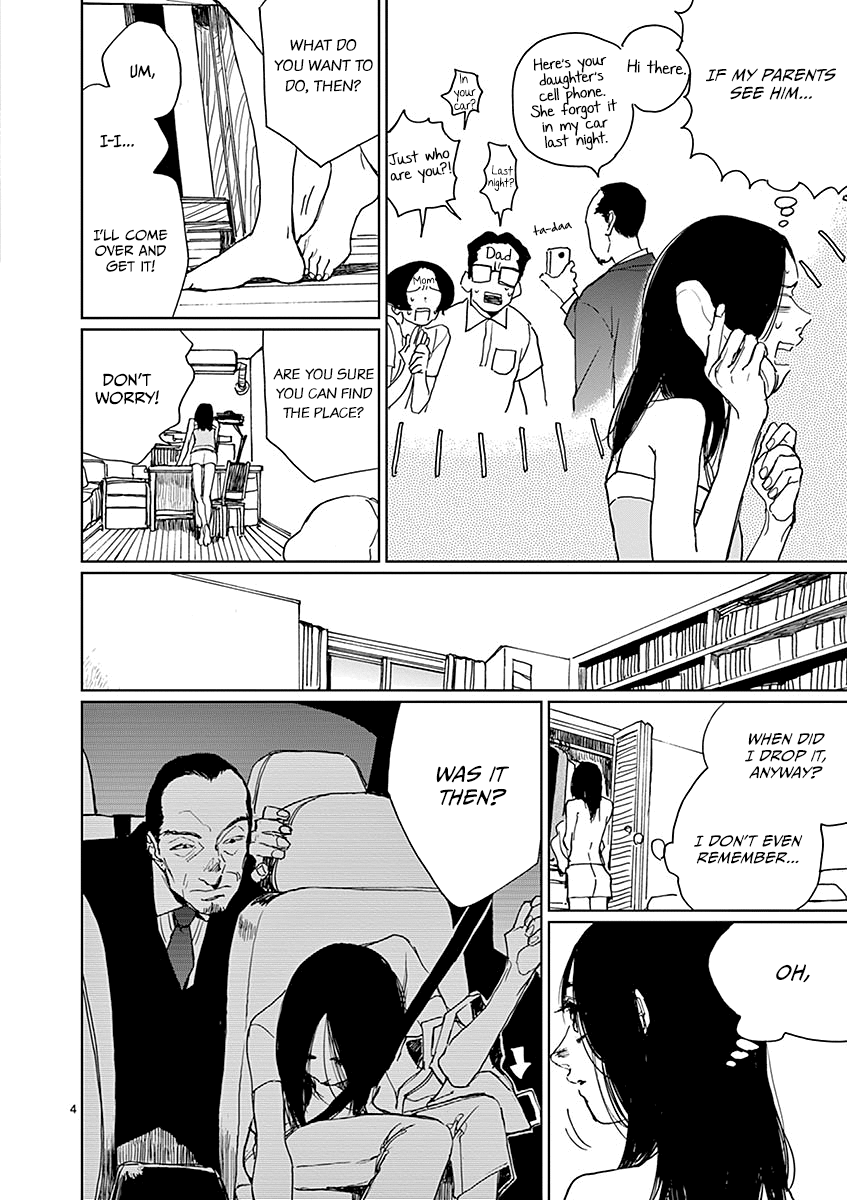 IF MY PARENTS
SEE HIM...
Hi there.
Here's your
daughter's
cell phone.
She forgot it
in my car
last night.
ta-daa
In
your
car?
Last
night?
Just who
are you?!
Dad
Mom
WHAT DO
YOU WANT TO
DO, THEN?
UM,
I-I...
I'LL COME
OVER AND
GET IT!
ARE YOU SURE
YOU CAN FIND
THE PLACE?
DON'T
WORRY!
WHEN DID
I DROP IT,
ANYWAY?
I DON'T EVEN
REMEMBER...
OH,
WAS IT
THEN?
4